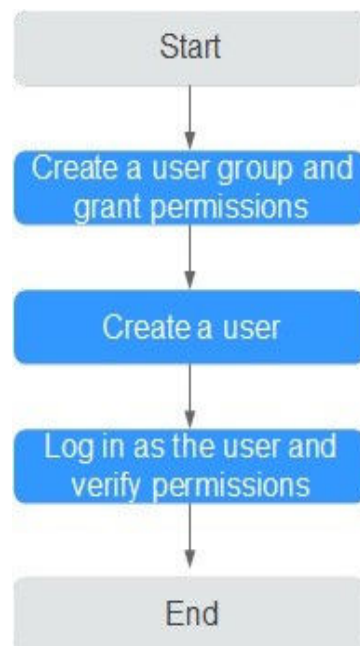 Start
Create a user group and
grant permissions
Create a user
Log in as the user and
verify permissions
End